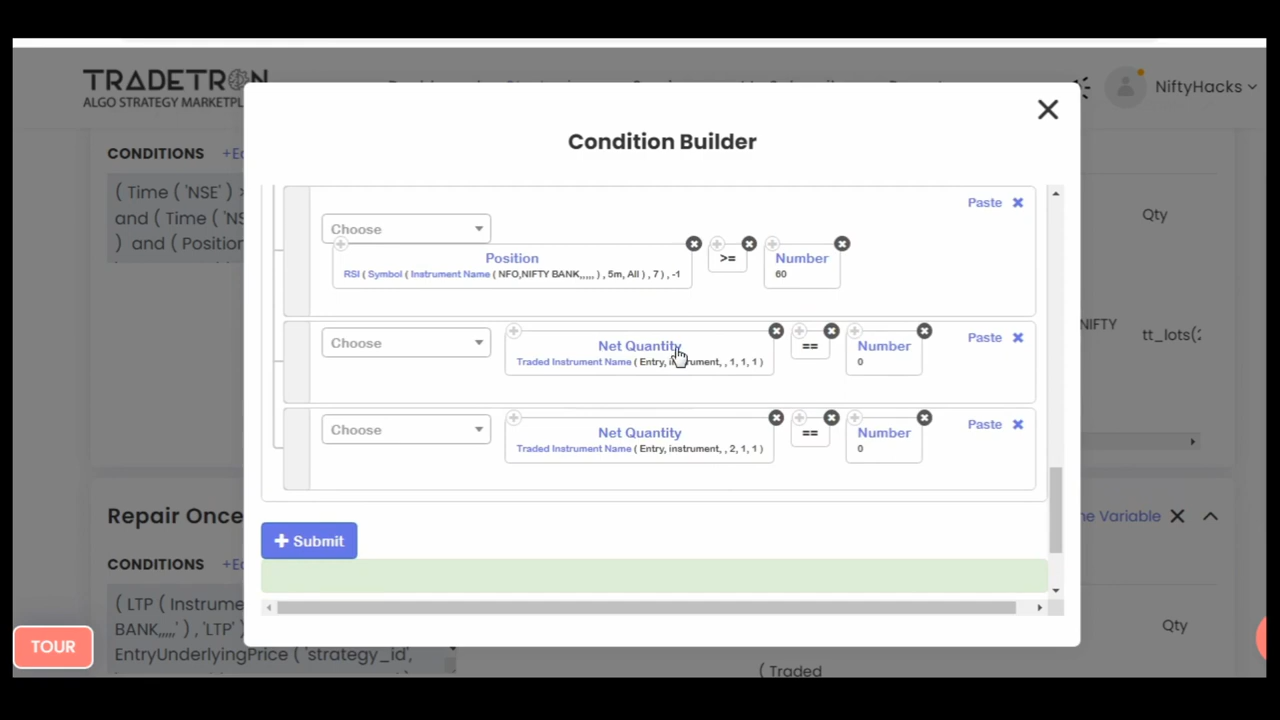 TRADETRON
ALGO STRATEGY MARKETPL
NiftyHacks
Condition Builder
CONDITIONS
( Time ( 'NSE' )
and ( Time ( 'NS
) and ( Position
Qty
Paste
Choose
Position
RSI ( Symbol ( Instrument Name ( NFO,NIFTY BANK,,,,, ) , 5m, All ) , 7 ) , -1
>=
Number
60
Paste
Choose
Net Quantity
Traded Instrument Name ( Entry, instrument, , 1, 1, 1 )
==
Number
0
NIFTY
tt_lots(
Paste
Choose
Net Quantity
Traded Instrument Name ( Entry, instrument, , 2, 1, 1 )
==
Number
0
Repair Once
Variable
+ Submit
CONDITIONS
( LTP ( Instrume
BANK,,,,,' ) , 'LTP' )
EntryUnderlyingPrice ( 'strategy_id',
Qty
( Traded
TOUR